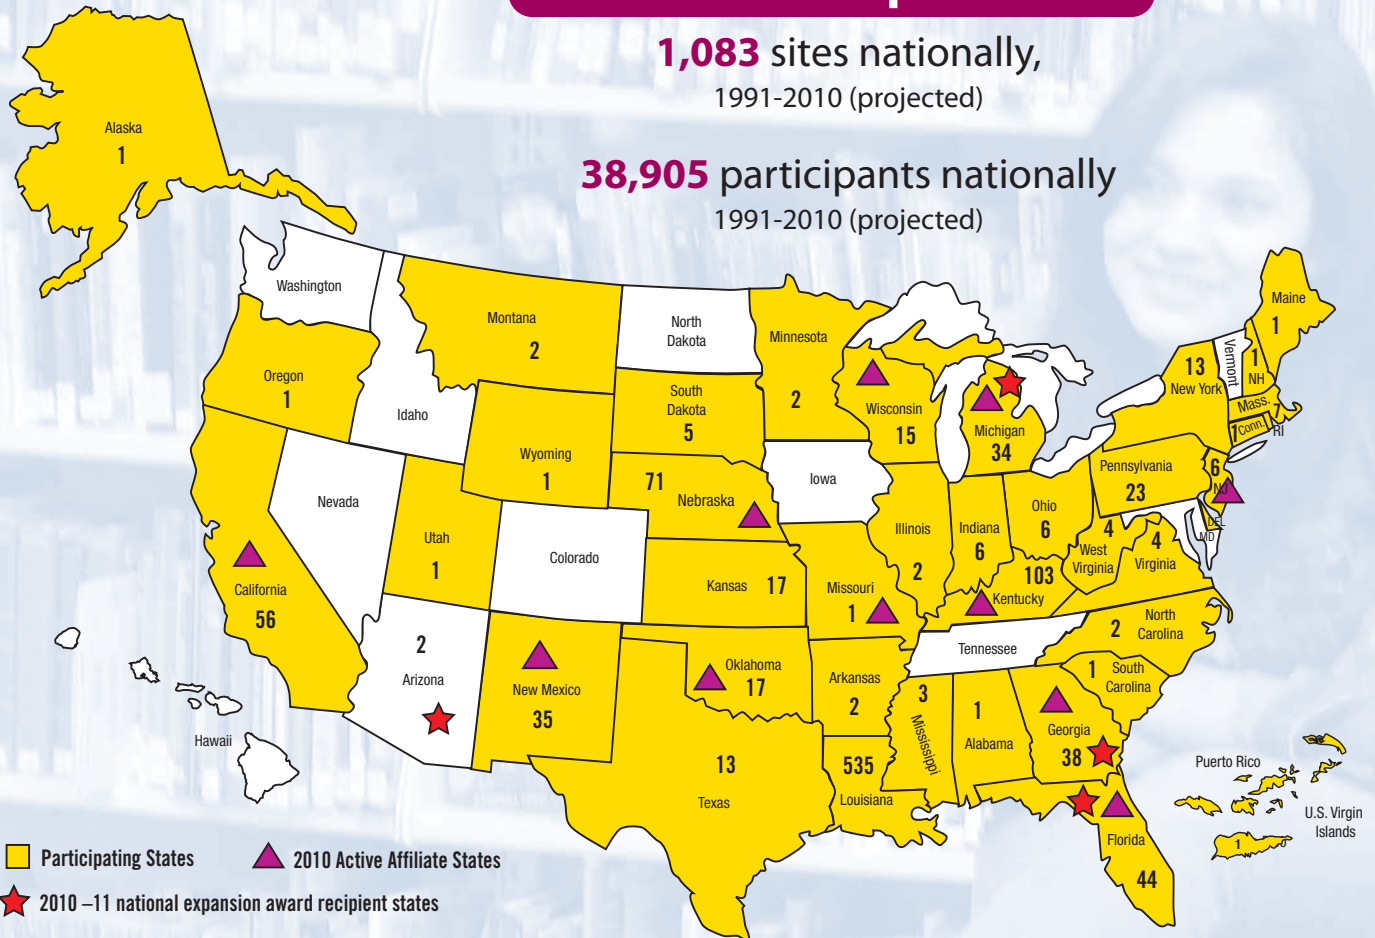 1,083 sites nationally,
1991-2010 (projected)
38,905 participants nationally
1991-2010 (projected)
Alaska
1
Washington
Montana
2
North
Dakota
Minnesota
2
Maine
1
Vermont
1
NH
13
New York
Oregon
1
Idaho
South
Dakota
5
Wisconsin
15
Michigan
34
Mass.
7
1
Conn.
RI
Wyoming
1
71
Nebraska
Iowa
Pennsylvania
23
6
NJ
Nevada
Utah
1
Colorado
Illinois
2
Indiana
6
Ohio
6
DEL
MD
4
West
Virginia
4
Virginia
California
56
Kansas 17
Missouri
1
103
Kentucky
2
Arizona
New Mexico
35
Oklahoma
17
Arkansas
2
Tennessee
2
North
Carolina
1
South
Carolina
Hawaii
13
Texas
535
Louisiana
3
Mississippi
1
Alabama
Georgia
38
Florida
44
Puerto Rico
U.S. Virgin
Islands
1
Participating States
2010 Active Affiliate States
2010 –11 national expansion award recipient states